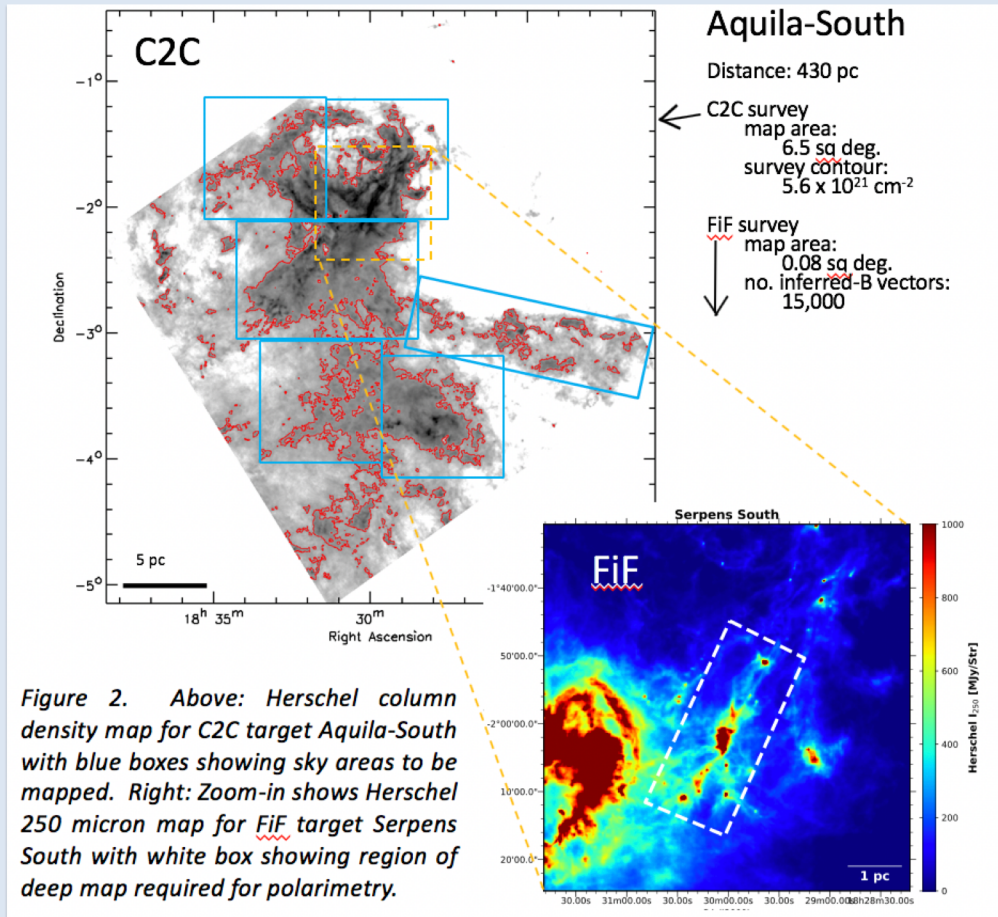 C2C
Aquila-South
Distance: 430 pc
C2C survey
map area:
6.5 sq deg.
survey contour:
5.6 x 10²¹ cm⁻²
FiF survey
map area:
0.08 sq deg.
no. inferred-B vectors:
15,000
−1°
−2°
−3°
−4°
−5°
Declination
5 pc
18ʰ 35ᵐ
30ᵐ
Right Ascension
Serpens South
FiF
-1°40'00.0"
50'00.0"
-2°00'00.0"
10'00.0"
20'00.0"
30.00s 31m00.00s 30.00s 30m00.00s 30.00s 29m00.00s 18h28m30.00s
1 pc
1000
800
600
400
200
0
Herschel I₂₅₀ [MJy/Str]
Figure 2. Above: Herschel column
density map for C2C target Aquila-South
with blue boxes showing sky areas to be
mapped. Right: Zoom-in shows Herschel
250 micron map for FiF target Serpens
South with white box showing region of
deep map required for polarimetry.